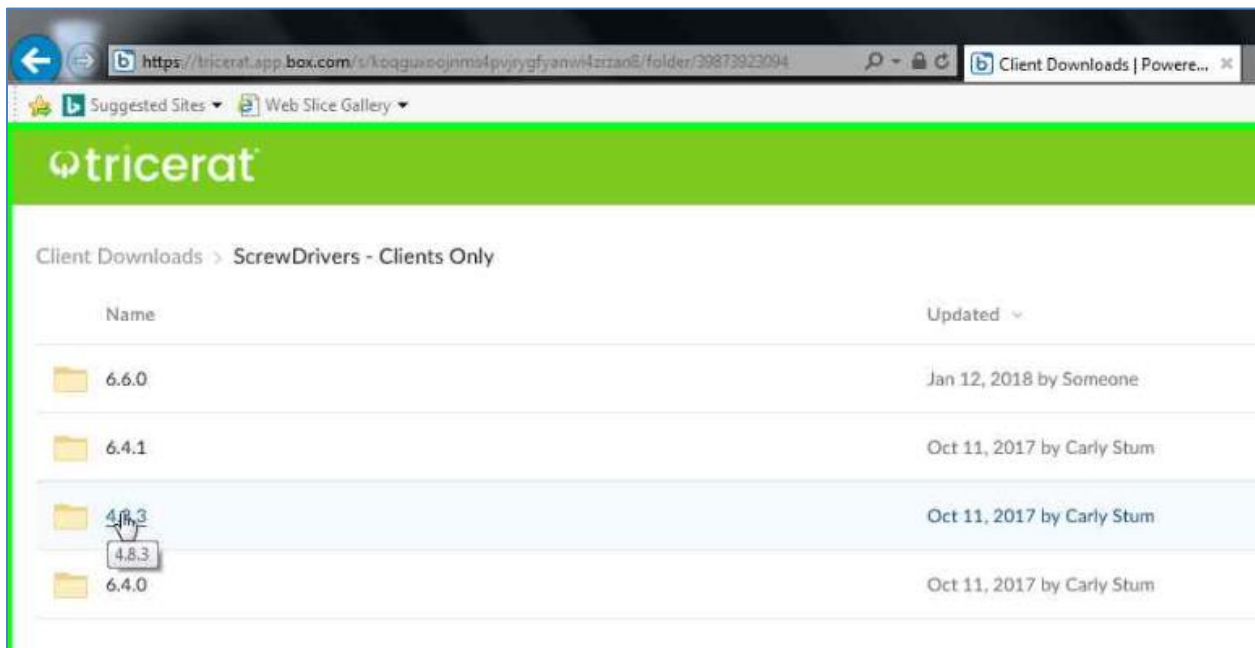 https://tricerat.app.box.com/s/ /folder/39873923094
Client Downloads | Powere...
Suggested Sites
Web Slice Gallery
tricerat
Client Downloads > ScrewDrivers - Clients Only
Name Updated
6.6.0 Jan 12, 2018 by Someone
6.4.1 Oct 11, 2017 by Carly Stum
4.8.3 Oct 11, 2017 by Carly Stum
4.8.3
6.4.0 Oct 11, 2017 by Carly Stum